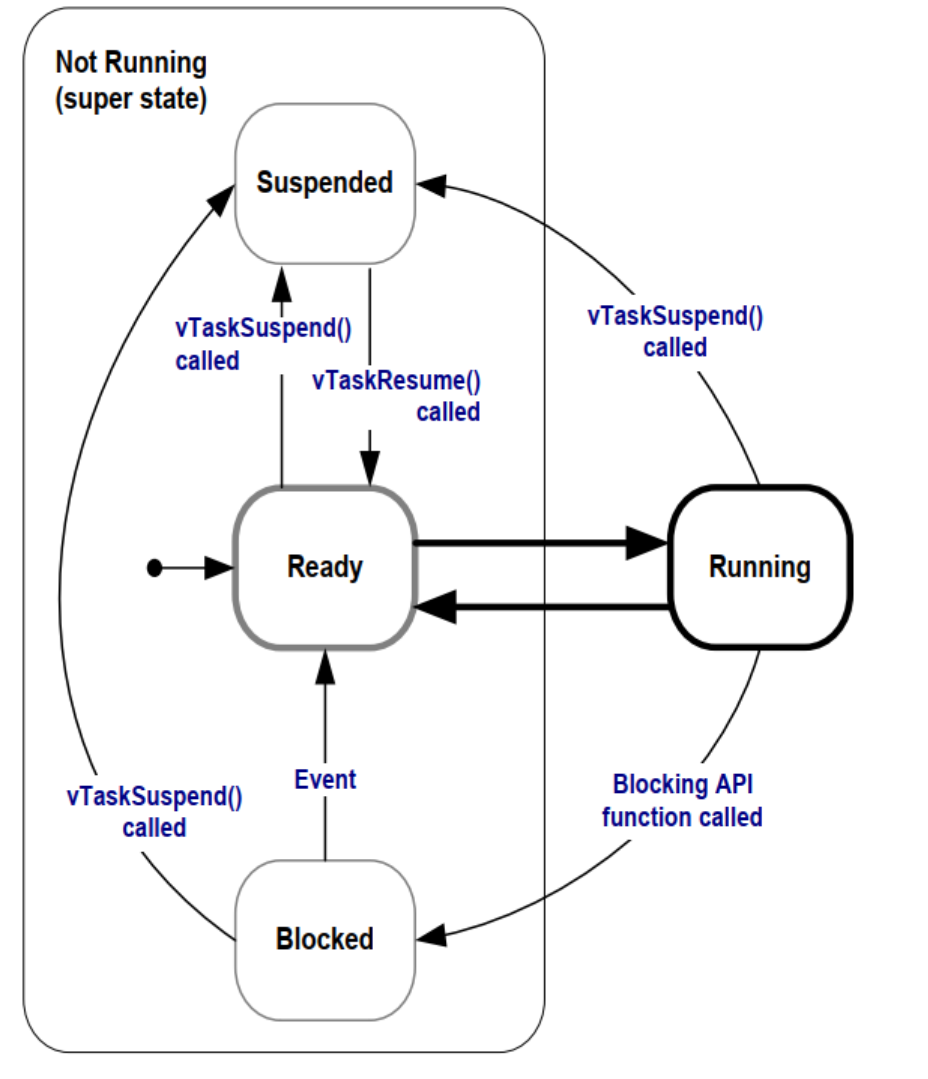 Not Running
(super state)
Suspended
vTaskSuspend()
called
vTaskResume()
called
vTaskSuspend()
called
Ready
Running
Event
vTaskSuspend()
called
Blocking API
function called
Blocked